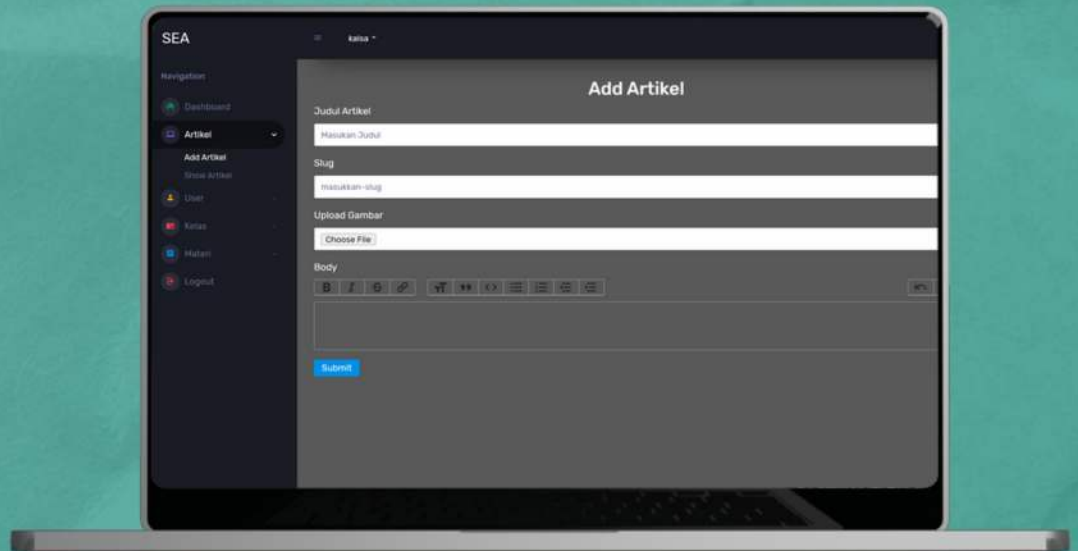 SEA
kaisa
Navigation
Dashboard
Artikel
Add Artikel
Show Artikel
User
Kelas
Materi
Logout
Add Artikel
Judul Artikel
Masukan Judul
Slug
masukkan-slug
Upload Gambar
Choose File
Body
B I S T
Submit